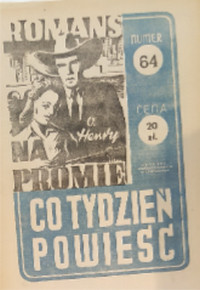 ROMANS
NA
PROMIE
O. Henry
NUMER
64
CENA
20
zł.
CO TYDZIEŃ
POWIEŚĆ